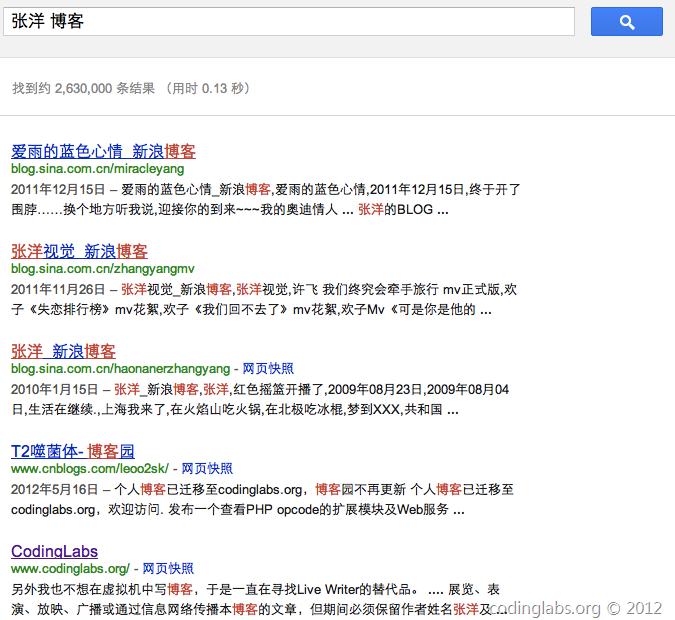 张洋 博客
找到约 2,630,000 条结果 （用时 0.13 秒）
爱雨的蓝色心情_新浪博客
blog.sina.com.cn/miracleyang
2011年12月15日 – 爱雨的蓝色心情_新浪博客,爱雨的蓝色心情,2011年12月15日,终于开了
围脖……换个地方听我说,迎接你的到来~~~我的奥迪情人 ... 张洋的BLOG ...
张洋视觉_新浪博客
blog.sina.com.cn/zhangyangmv
2011年11月26日 – 张洋视觉_新浪博客,张洋视觉,许飞 我们终究会牵手旅行 mv正式版,欢
子《失恋排行榜》mv花絮,欢子《我们回不去了》mv花絮,欢子Mv《可是你是他的 ...
张洋_新浪博客
blog.sina.com.cn/haonanerzhangyang - 网页快照
2010年1月15日 – 张洋_新浪博客,张洋,红色摇篮开播了,2009年08月23日,2009年08月04
日,生活在继续.,上海我来了,在火焰山吃火锅,在北极吃冰棍,梦到XXX,共和国 ...
T2噬菌体- 博客园
www.cnblogs.com/leoo2sk/ - 网页快照
2012年5月16日 – 个人博客已迁移至codinglabs.org，博客园不再更新 个人博客已迁移至
codinglabs.org，欢迎访问. 发布一个查看PHP opcode的扩展模块及Web服务 ...
CodingLabs
www.codinglabs.org/ - 网页快照
另外我也不想在虚拟机中写博客，于是一直在寻找Live Writer的替代品。 .... 展览、表
演、放映、广播或通过信息网络传播本博客的文章，但期间必须保留作者姓名张洋及 ...
codinglabs.org © 2012